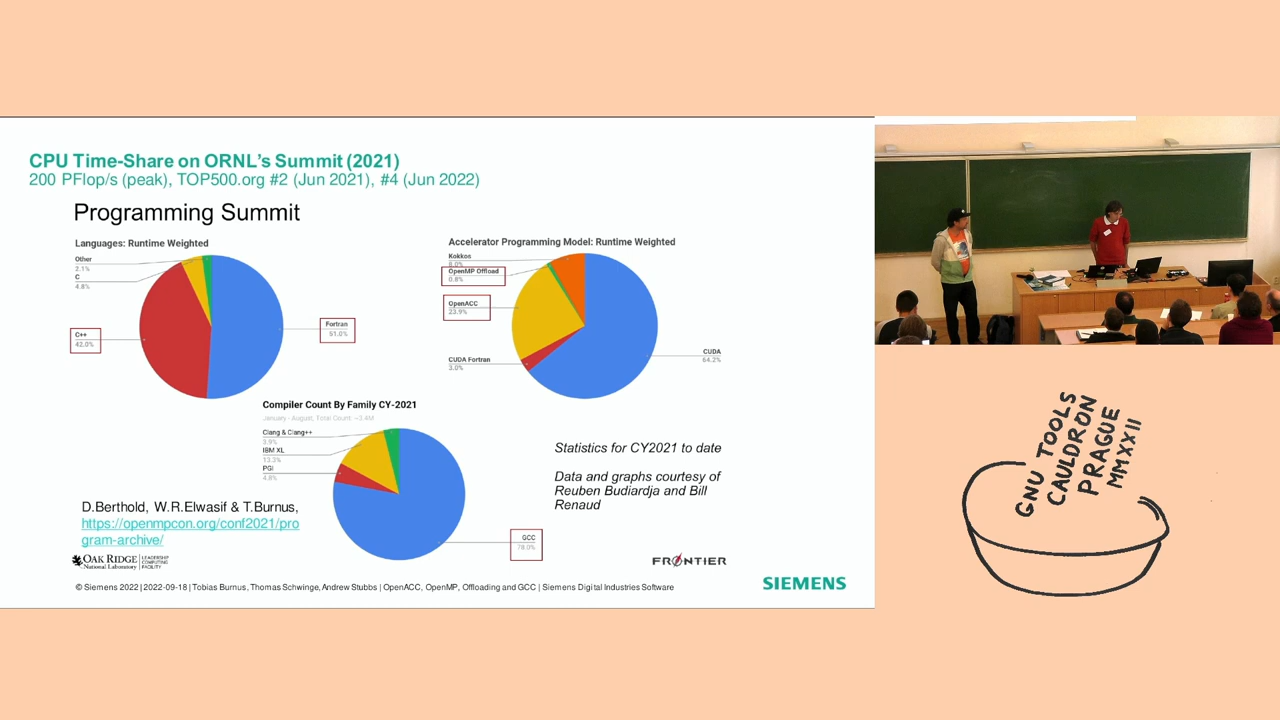 CPU Time-Share on ORNL's Summit (2021)
200 PFlop/s (peak), TOP500.org #2 (Jun 2021), #4 (Jun 2022)
Programming Summit
Languages: Runtime Weighted
Other
2.1%
C
4.8%
C++
42.0%
Fortran
51.0%
Accelerator Programming Model: Runtime Weighted
Kokkos
8.0%
OpenMP Offload
0.8%
OpenACC
23.9%
CUDA Fortran
3.0%
CUDA
64.2%
Compiler Count By Family CY-2021
January - August, Total Count: ~3.4M
Clang & Clang++
3.9%
IBM XL
13.3%
PGI
4.8%
GCC
78.0%
Statistics for CY2021 to date
Data and graphs courtesy of
Reuben Budiardja and Bill
Renaud
D.Berthold, W.R.Elwasif & T.Burnus,
https://openmpcon.org/conf2021/pro
gram-archive/
OAK RIDGE
National Laboratory
LEADERSHIP
COMPUTING
FACILITY
FRONTIER
© Siemens 2022 | 2022-09-18 | Tobias Burnus, Thomas Schwinge, Andrew Stubbs | OpenACC, OpenMP, Offloading and GCC | Siemens Digital Industries Software
SIEMENS
GNU TOOLS
CAULDRON
PRAGUE
MMXXII